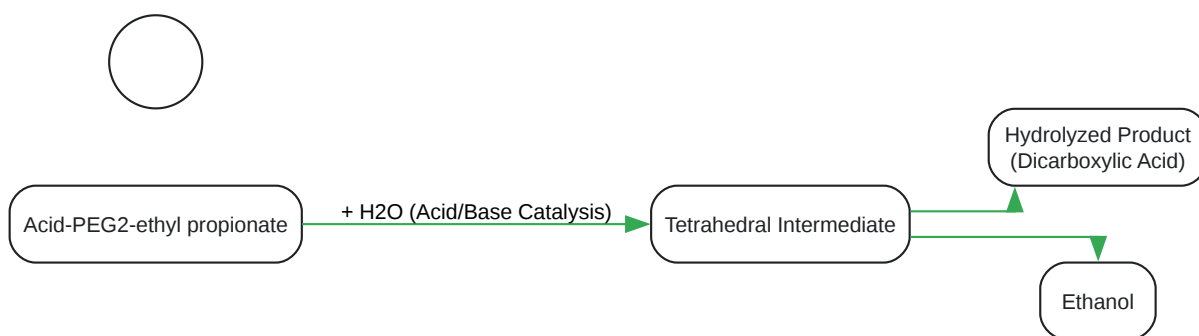 Acid-PEG2-ethyl propionate
+ H2O (Acid/Base Catalysis)
Tetrahedral Intermediate
Hydrolyzed Product
(Dicarboxylic Acid)
Ethanol